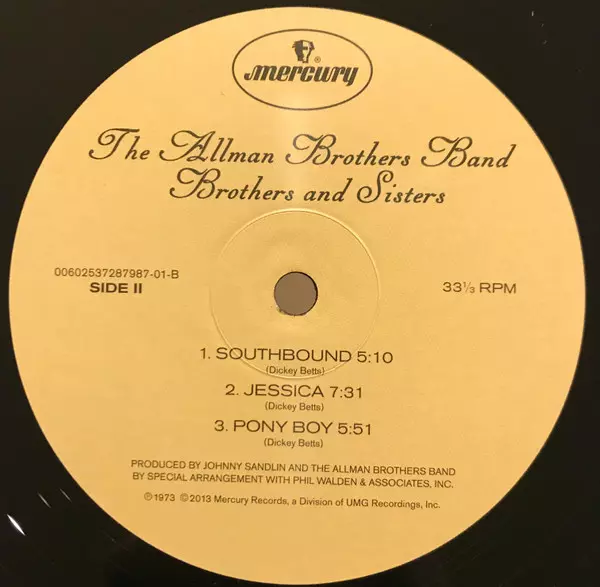 mercury ®
The Allman Brothers Band
Brothers and Sisters
00602537287987-01-B
SIDE II
33⅓ RPM
1. SOUTHBOUND 5:10
(Dickey Betts)
2. JESSICA 7:31
(Dickey Betts)
3. PONY BOY 5:51
(Dickey Betts)
PRODUCED BY JOHNNY SANDLIN AND THE ALLMAN BROTHERS BAND
BY SPECIAL ARRANGEMENT WITH PHIL WALDEN & ASSOCIATES, INC.
℗ 1973 © 2013 Mercury Records, a Division of UMG Recordings, Inc.